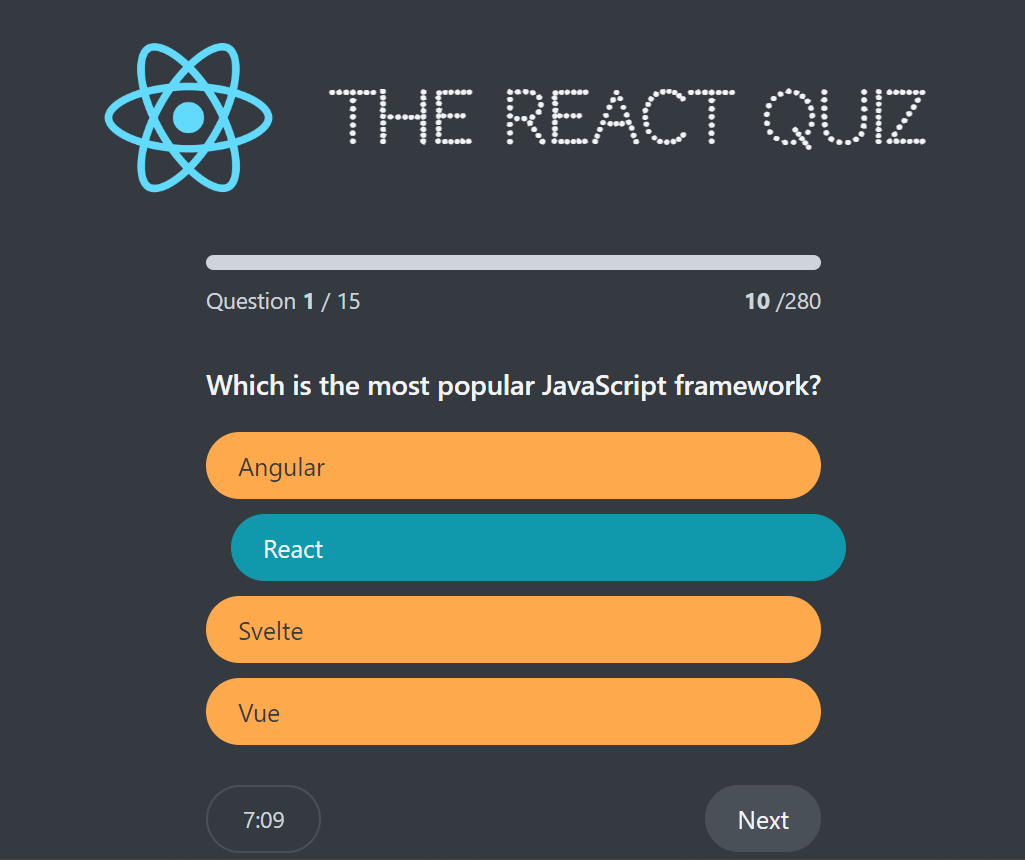 THE REACT QUIZ
Question 1 / 15
10 /280
Which is the most popular JavaScript framework?
Angular
React
Svelte
Vue
7:09
Next